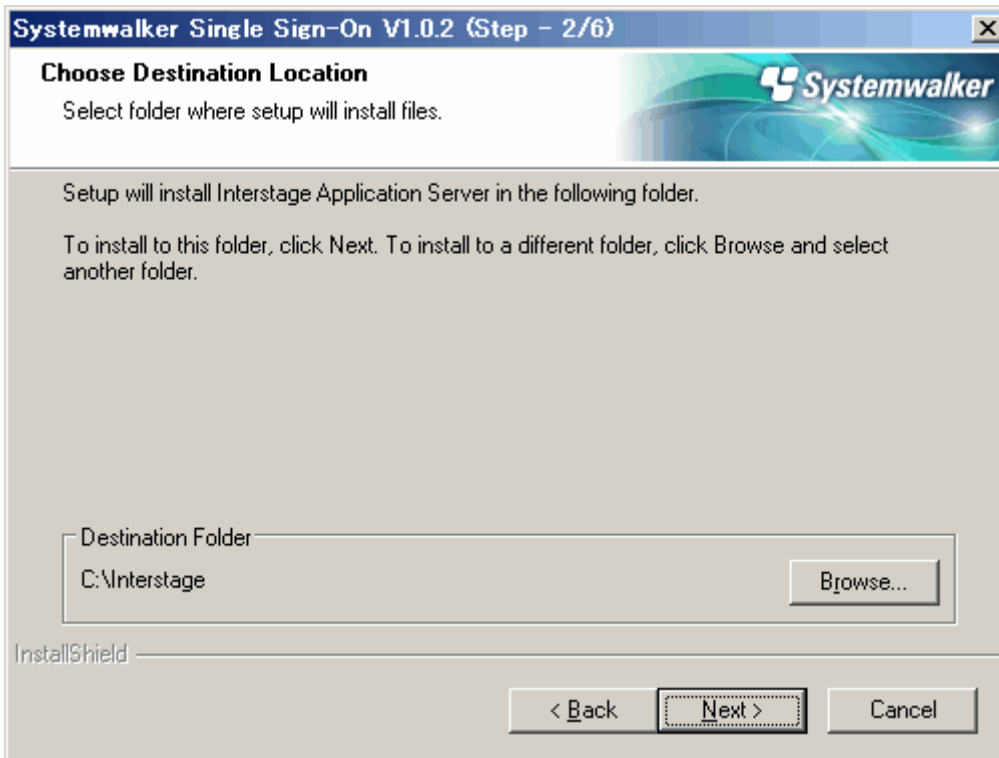 Systemwalker Single Sign-On V1.0.2 (Step - 2/6)
Choose Destination Location
Select folder where setup will install files.
Systemwalker
Setup will install Interstage Application Server in the following folder.
To install to this folder, click Next. To install to a different folder, click Browse and select
another folder.
Destination Folder
C:\Interstage
Browse...
InstallShield
< Back
Next >
Cancel